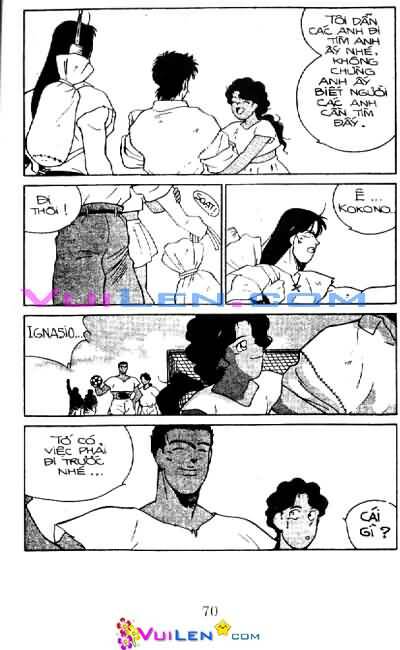 TÔI DẪN
CÁC ANH ĐI
TÌM ANH
ẤY NHÉ,
KHÔNG
CHỪNG
ANH ẤY
BIẾT NGƯỜI
CÁC ANH
CẦN TÌM
ĐẤY.
ĐI
THÔI!
SOẠT
Ê...
KOKONO
VUILEN.COM
IGNASIO...
TỚ CÓ
VIỆC PHẢI
ĐI TRƯỚC
NHÉ...
CÁI
GÌ?
70
VUILEN COM